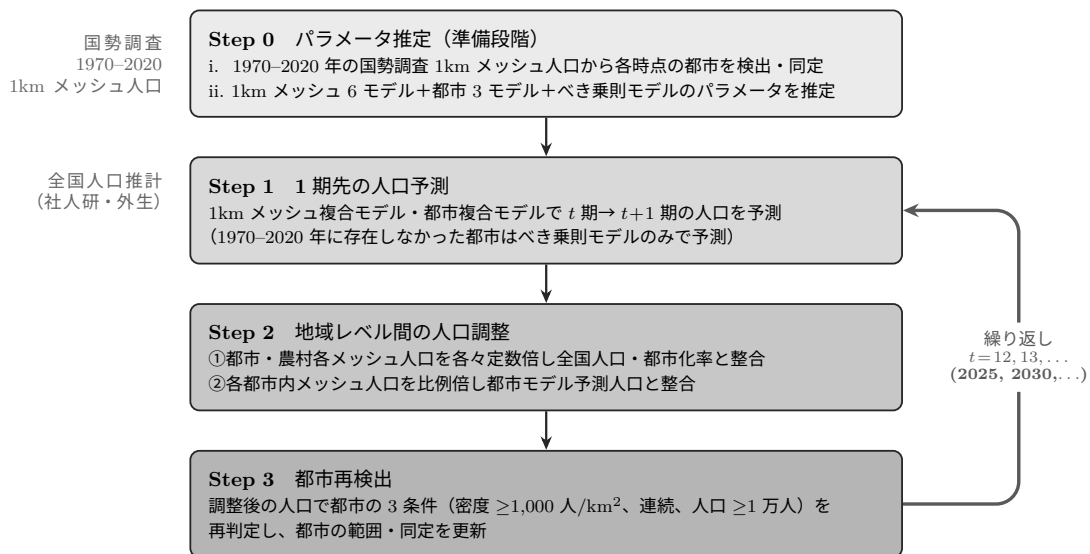 国勢調査
1970–2020
1km メッシュ人口
Step 0 パラメータ推定（準備段階）
i. 1970–2020 年の国勢調査 1km メッシュ人口から各時点の都市を検出・同定
ii. 1km メッシュ 6 モデル＋都市 3 モデル＋べき乗則モデルのパラメータを推定
全国人口推計
（社人研・外生）
Step 1 1 期先の人口予測
1km メッシュ複合モデル・都市複合モデルで t 期→ t+1 期の人口を予測
（1970–2020 年に存在しなかった都市はべき乗則モデルのみで予測）
Step 2 地域レベル間の人口調整
①都市・農村各メッシュ人口を各々定数倍し全国人口・都市化率と整合
②各都市内メッシュ人口を比例倍し都市モデル予測人口と整合
繰り返し
t=12, 13, . . .
(2025, 2030,. . .)
Step 3 都市再検出
調整後の人口で都市の 3 条件（密度 ≥1,000 人/km²、連続、人口 ≥1 万人）を
再判定し、都市の範囲・同定を更新